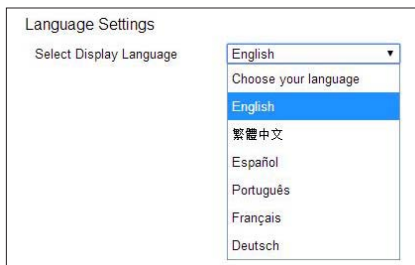 Language Settings
Select Display Language English
Choose your language
English
繁體中文
Español
Português
Français
Deutsch